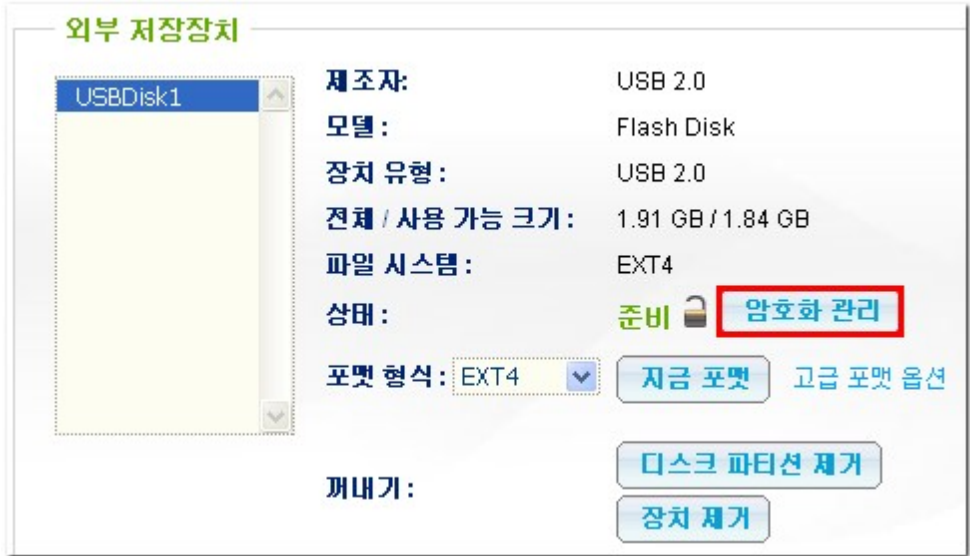 외부 저장장치
USBDisk1
제조자: USB 2.0
모델 : Flash Disk
장치 유형 : USB 2.0
전체 / 사용 가능 크기 : 1.91 GB / 1.84 GB
파일 시스템 : EXT4
상태 : 준비 암호화 관리
포맷 형식 : EXT4 지금 포맷 고급 포맷 옵션
꺼내기 : 디스크 파티션 제거
장치 제거